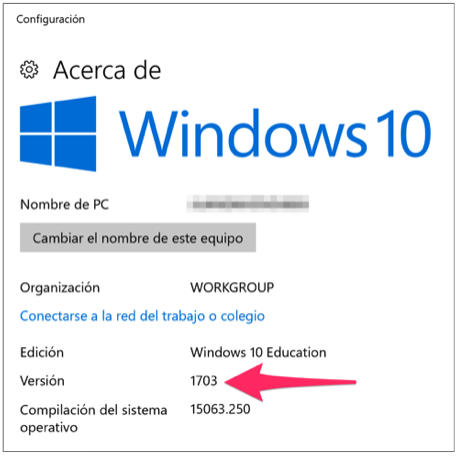 Configuración
Acerca de
Windows 10
Nombre de PC
Cambiar el nombre de este equipo
Organización WORKGROUP
Conectarse a la red del trabajo o colegio
Edición Windows 10 Education
Versión 1703
Compilación del sistema 15063.250
operativo